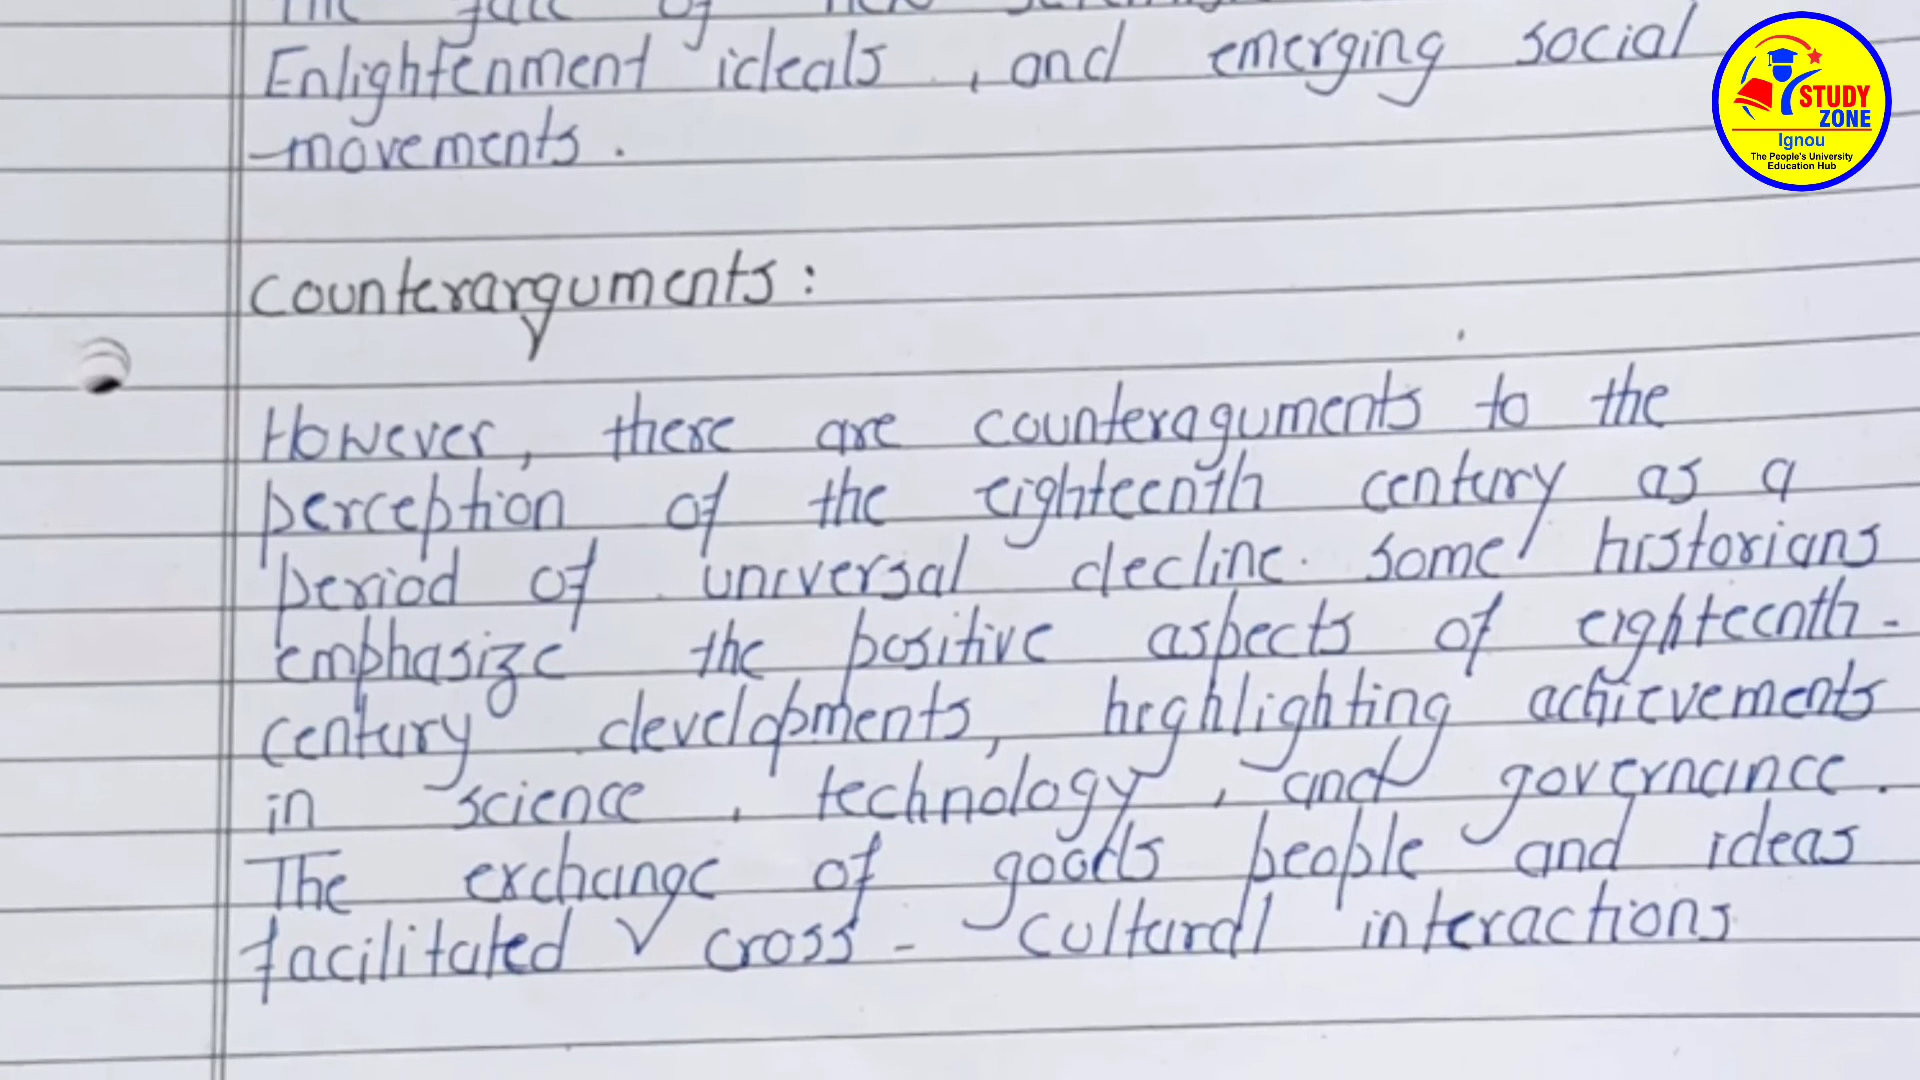 The of
Enlightenment ideals , and emerging social
movements .
counterarguments :
However, there are counteraguments to the
perception of the eighteenth century as a
period of universal decline. Some historians
emphasize the positive aspects of eighteenth-
century developments, highlighting achievements
in science , technology , and governance .
The exchange of goods people and ideas
facilitated cross - cultural interactions
STUDY
ZONE
Ignou
The People's University
Education Hub